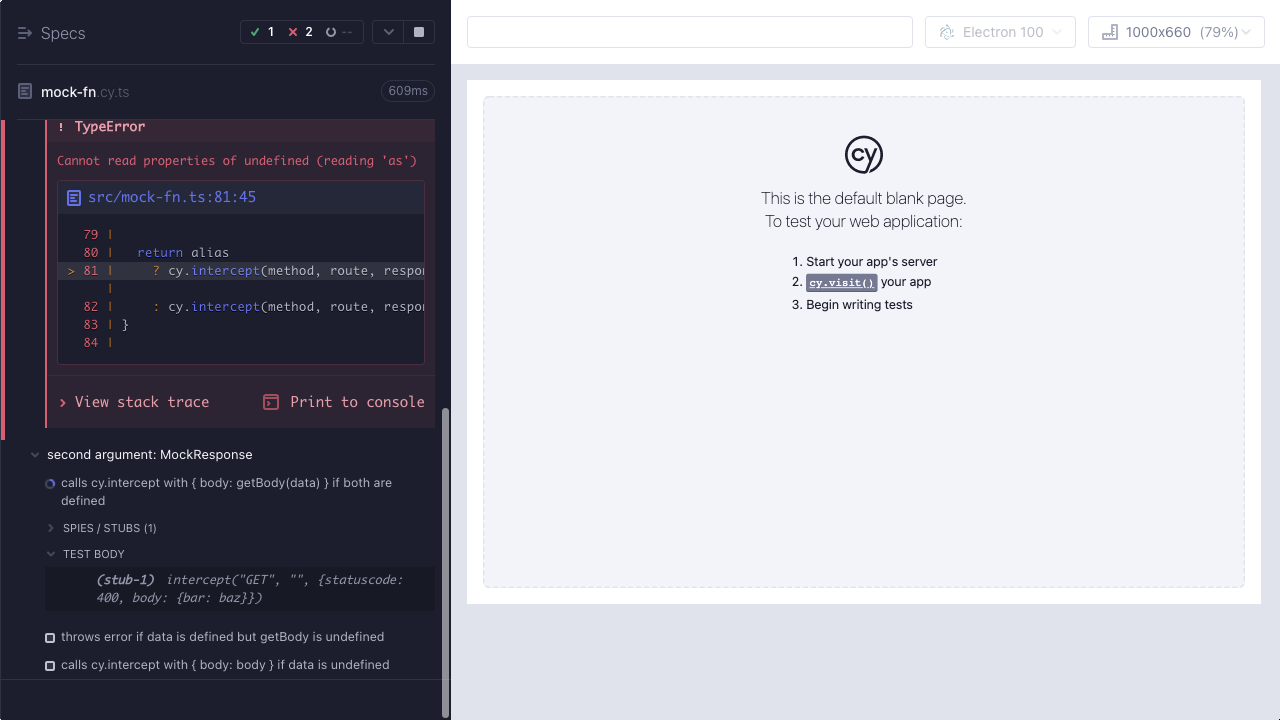 Specs
1
2
--
mock-fn.cy.ts
609ms
! TypeError
Cannot read properties of undefined (reading 'as')
src/mock-fn.ts:81:45
79 |
80 | return alias
> 81 | ? cy.intercept(method, route, respon
|
82 | : cy.intercept(method, route, respon
83 | }
84 |
View stack trace
Print to console
second argument: MockResponse
calls cy.intercept with { body: getBody(data) } if both are
defined
SPIES / STUBS (1)
TEST BODY
(stub-1) intercept("GET", "", {statuscode:
400, body: {bar: baz}})
throws error if data is defined but getBody is undefined
calls cy.intercept with { body: body } if data is undefined
Electron 100
1000x660 (79%)
cy
This is the default blank page.
To test your web application:
1. Start your app's server
2. cy.visit() your app
3. Begin writing tests